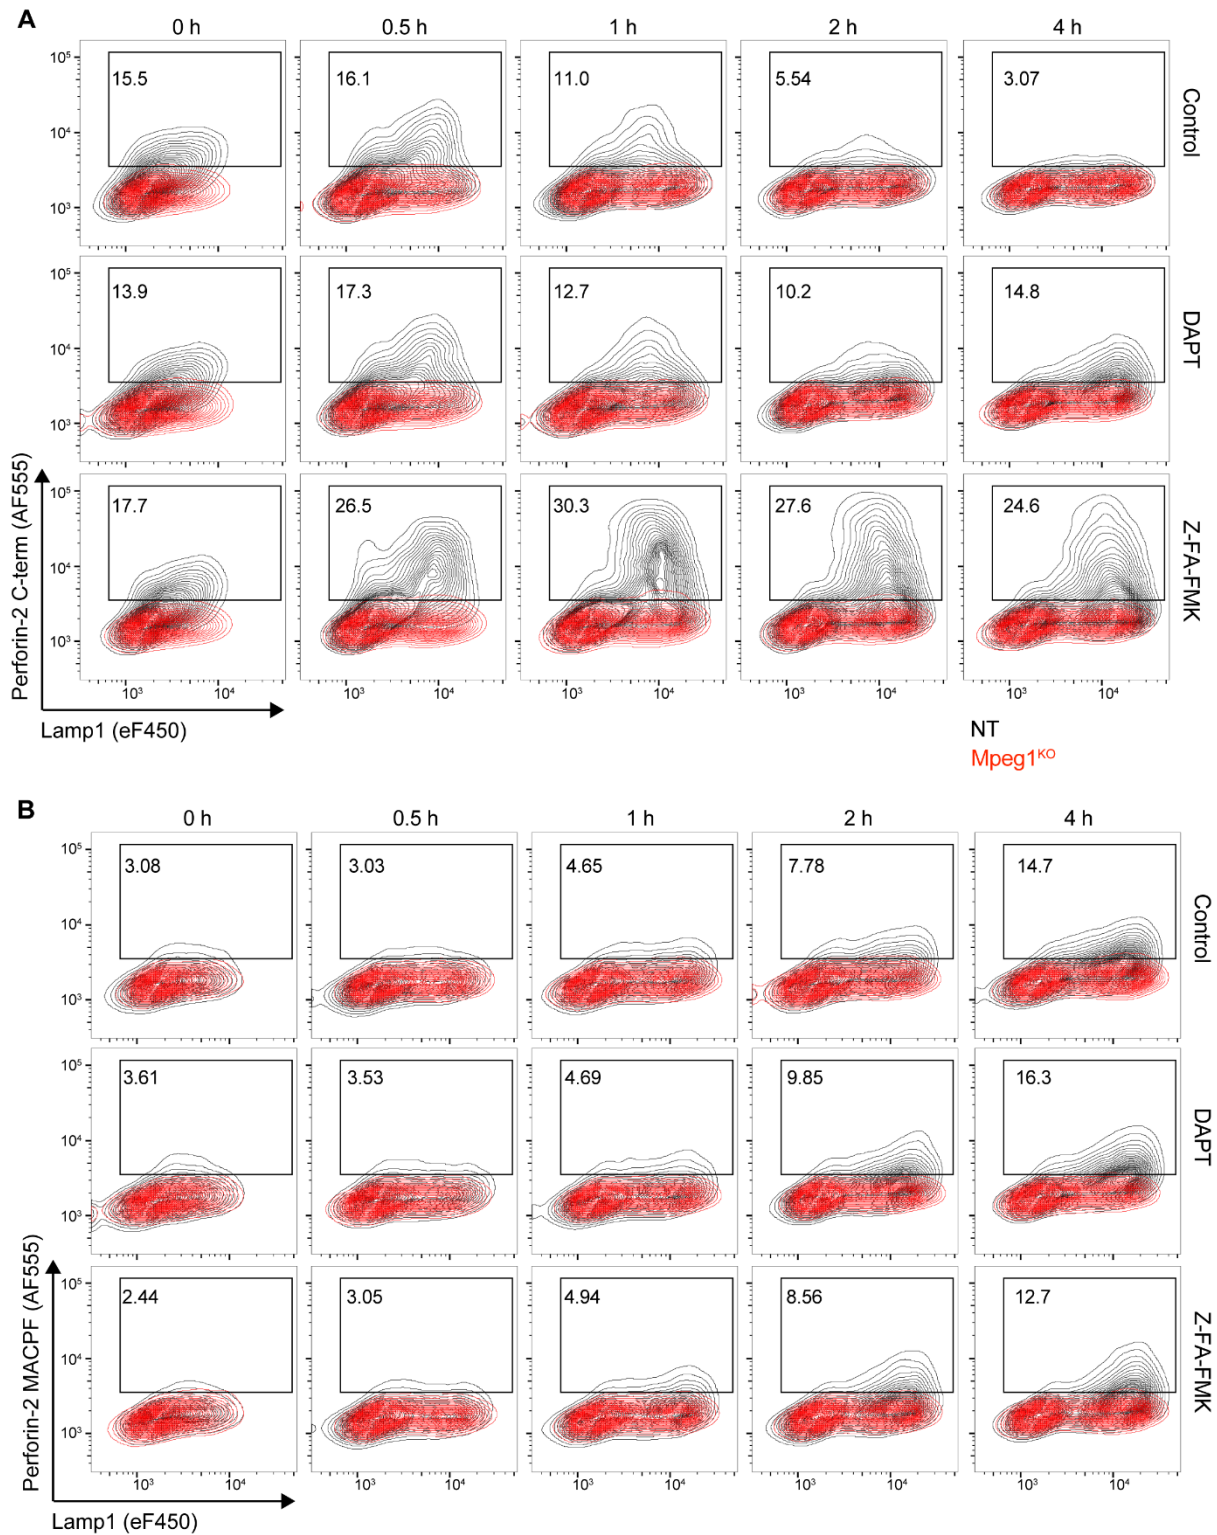 A
0 h 0.5 h 1 h 2 h 4 h
10⁵ 15.5 16.1 11.0 5.54 3.07 Control
10⁴
10³
10⁵ 13.9 17.3 12.7 10.2 14.8 DAPT
10⁴
10³
10⁵ 17.7 26.5 30.3 27.6 24.6 Z-FA-FMK
10⁴
10³
10³ 10⁴ 10³ 10⁴ 10³ 10⁴ 10³ 10⁴ 10³ 10⁴
Perforin-2 C-term (AF555)
Lamp1 (eF450)
NT
Mpeg1ᴷᴼ
B
0 h 0.5 h 1 h 2 h 4 h
10⁵ 3.08 3.03 4.65 7.78 14.7 Control
10⁴
10³
10⁵ 3.61 3.53 4.69 9.85 16.3 DAPT
10⁴
10³
10⁵ 2.44 3.05 4.94 8.56 12.7 Z-FA-FMK
10⁴
10³
10³ 10⁴ 10³ 10⁴ 10³ 10⁴ 10³ 10⁴ 10³ 10⁴
Perforin-2 MACPF (AF555)
Lamp1 (eF450)